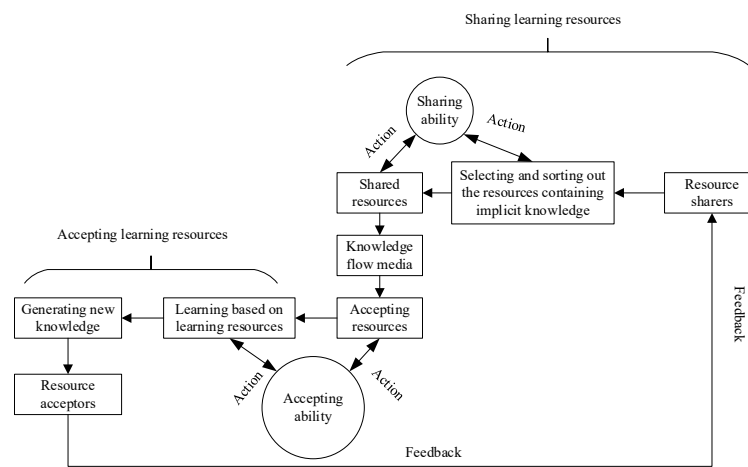 Sharing learning resources
Sharing
ability
Action
Action
Shared
resources
Selecting and sorting out
the resources containing
implicit knowledge
Resource
sharers
Accepting learning resources
Knowledge
flow media
Generating new
knowledge
Learning based on
learning resources
Accepting
resources
Feedback
Resource
acceptors
Action
Accepting
ability
Action
Feedback